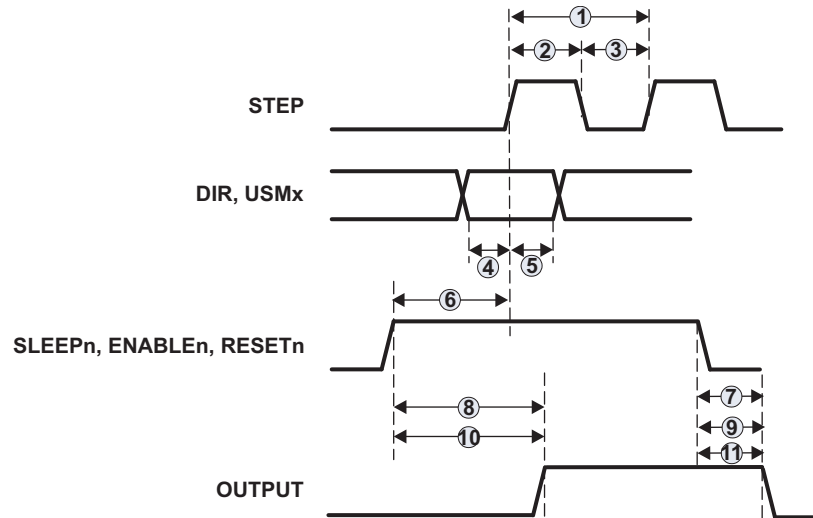 1
2 3
STEP
DIR, USMx
4 5
6
SLEEPn, ENABLEn, RESETn
7
8
9
10
11
OUTPUT